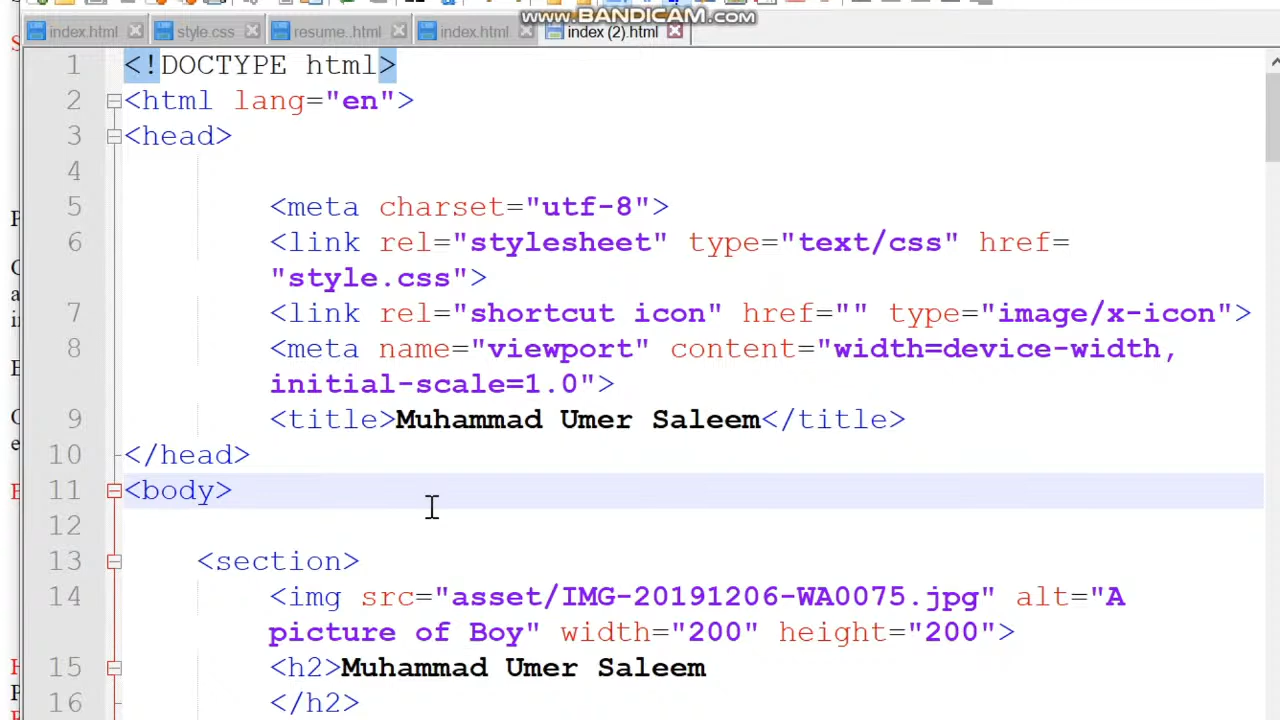 www.BANDICAM.com
index.html style.css resume..html index.html index (2).html
1 <!DOCTYPE html>
2 <html lang="en">
3 <head>
4
5 <meta charset="utf-8">
6 <link rel="stylesheet" type="text/css" href=
"style.css">
7 <link rel="shortcut icon" href="" type="image/x-icon">
8 <meta name="viewport" content="width=device-width,
initial-scale=1.0">
9 <title>Muhammad Umer Saleem</title>
10 </head>
11 <body>
12
13 <section>
14 <img src="asset/IMG-20191206-WA0075.jpg" alt="A
picture of Boy" width="200" height="200">
15 <h2>Muhammad Umer Saleem
16 </h2>